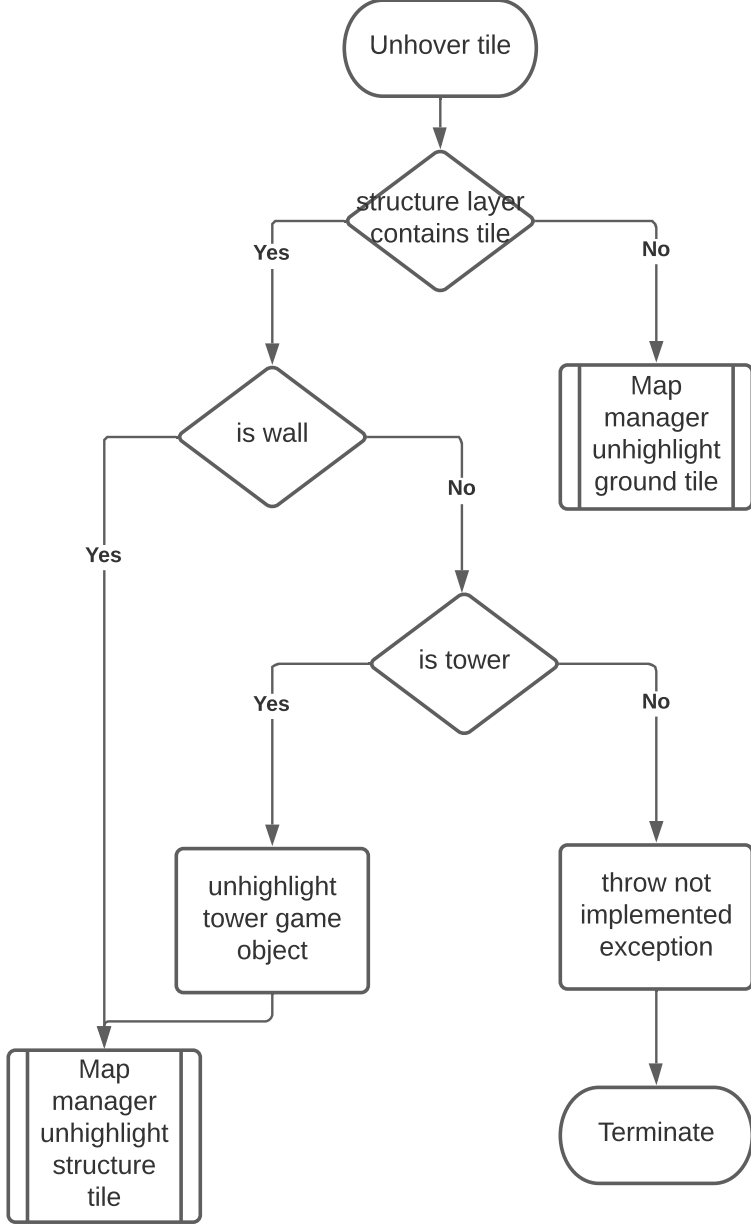 Unhover tile
structure layer
contains tile
Yes
No
is wall
Map
manager
unhighlight
ground tile
No
Yes
is tower
Yes
No
unhighlight
tower game
object
throw not
implemented
exception
Map
manager
unhighlight
structure
tile
Terminate